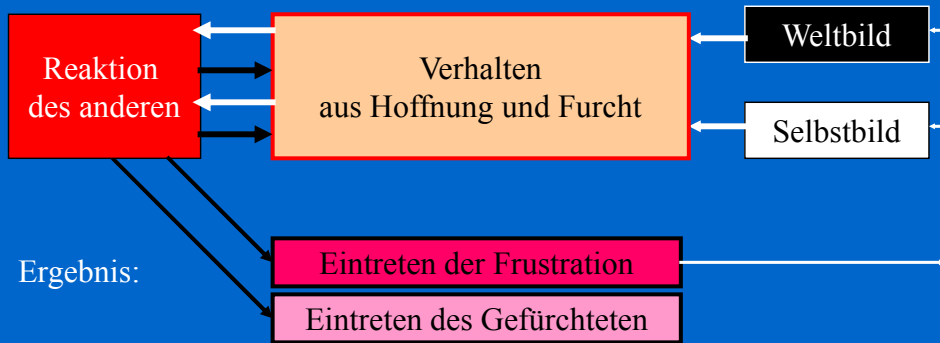 Reaktion
des anderen
Verhalten
aus Hoffnung und Furcht
Weltbild
Selbstbild
Ergebnis:
Eintreten der Frustration
Eintreten des Gefürchteten